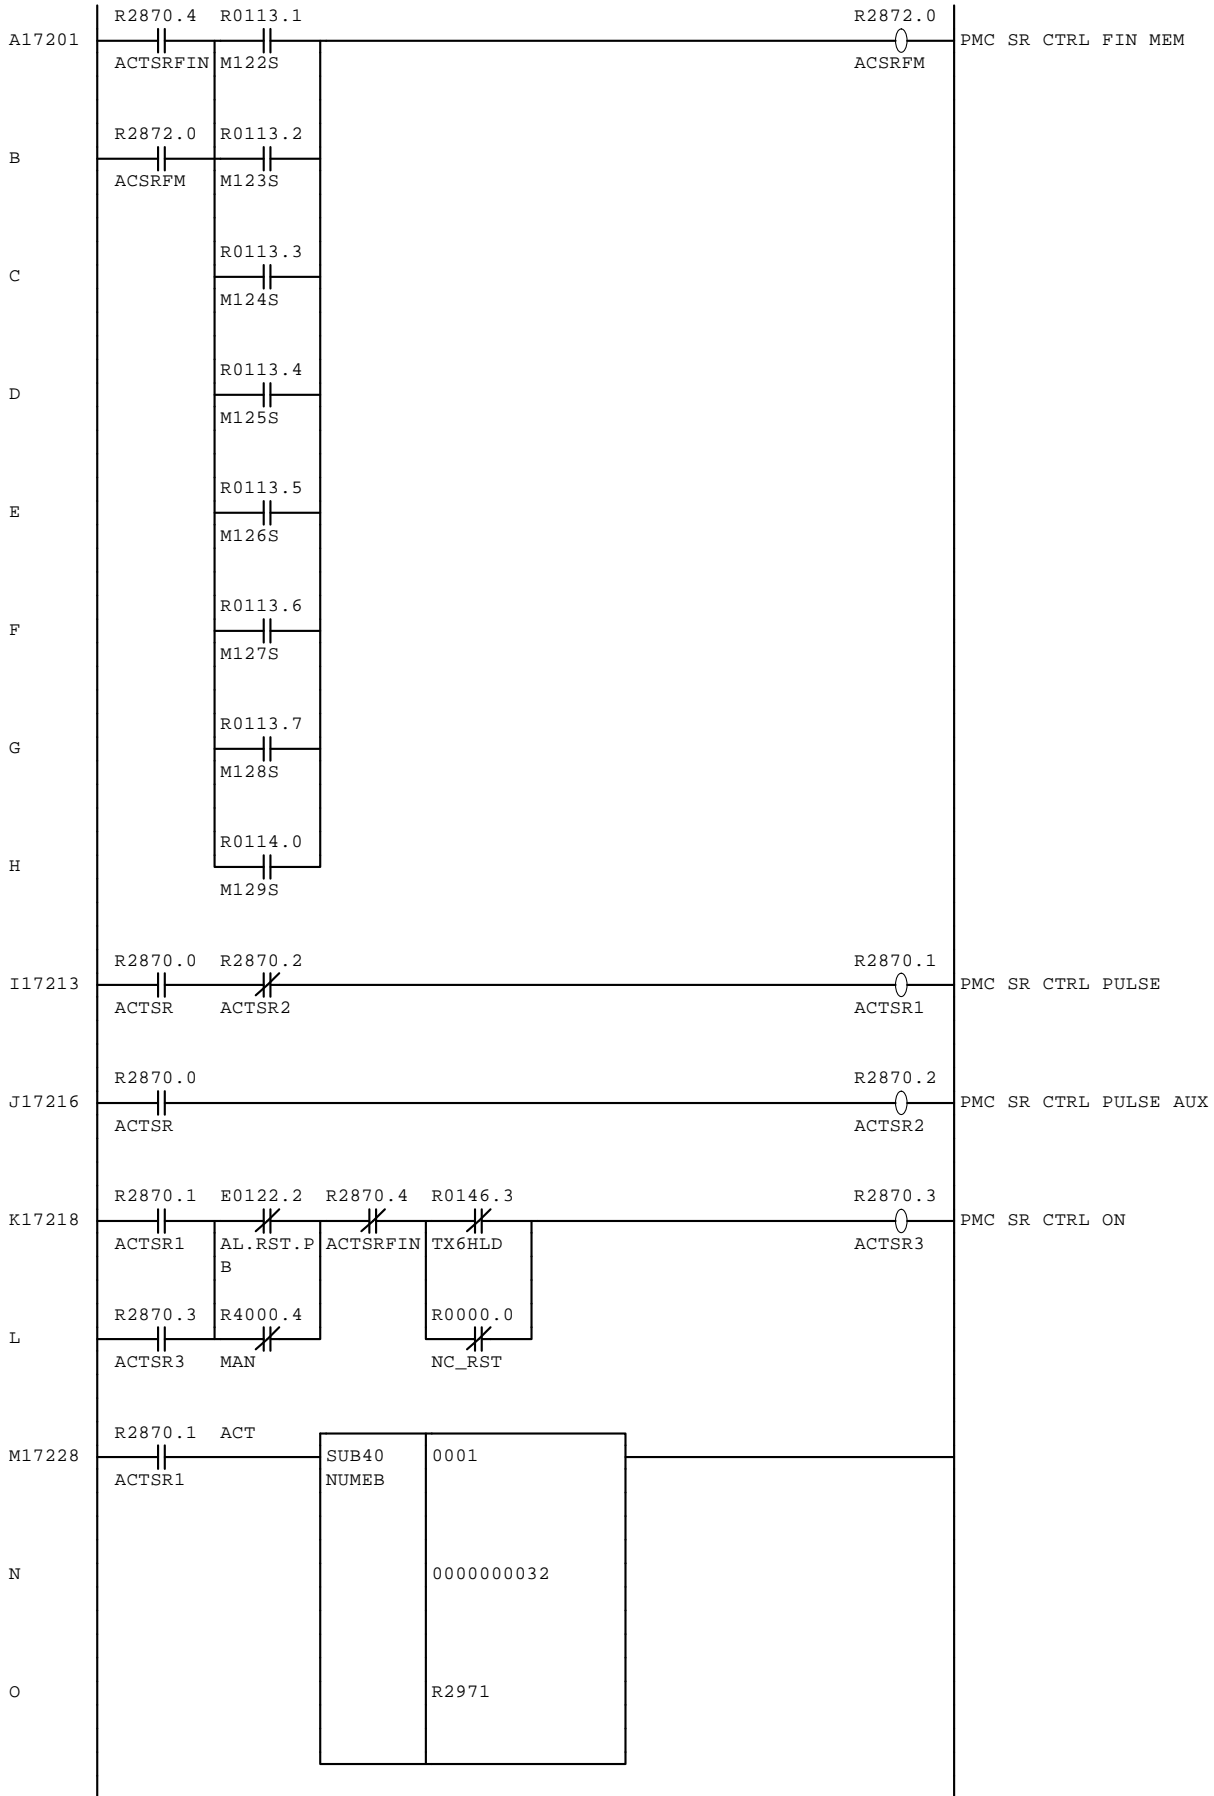 R2870.4 R0113.1 R2872.0
A17201 PMC SR CTRL FIN MEM
ACTSRFIN M122S ACSRFM
R2872.0 R0113.2
B
ACSRFM M123S
R0113.3
C
M124S
R0113.4
D
M125S
R0113.5
E
M126S
R0113.6
F
M127S
R0113.7
G
M128S
R0114.0
H
M129S
R2870.0 R2870.2 R2870.1
I17213 PMC SR CTRL PULSE
ACTSR ACTSR2 ACTSR1
R2870.0 R2870.2
J17216 PMC SR CTRL PULSE AUX
ACTSR ACTSR2
R2870.1 E0122.2 R2870.4 R0146.3 R2870.3
K17218 PMC SR CTRL ON
ACTSR1 AL.RST.P ACTSRFIN TX6HLD ACTSR3
B
R2870.3 R4000.4 R0000.0
L
ACTSR3 MAN NC_RST
R2870.1 ACT
M17228 SUB40 0001
ACTSR1 NUMEB
N 0000000032
O R2971